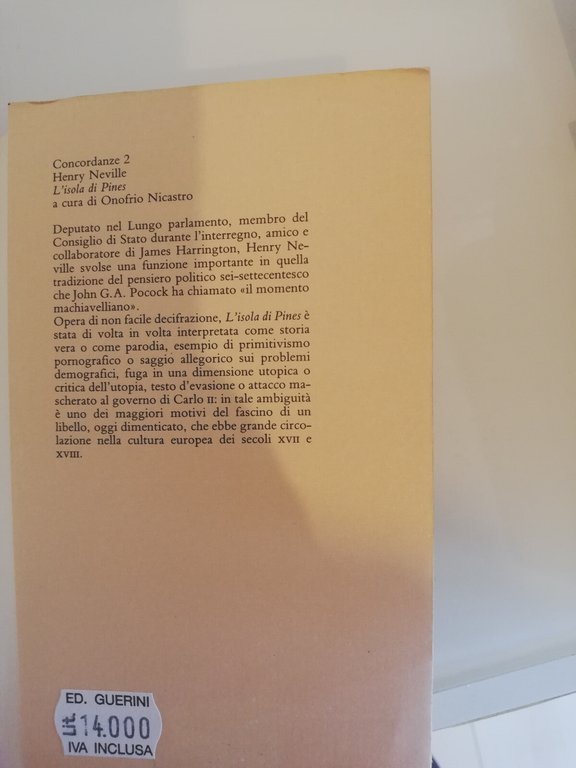 Concordanze 2
Henry Neville
L'isola di Pines
a cura di Onofrio Nicastro
Deputato nel Lungo parlamento, membro del
Consiglio di Stato durante l'interregno, amico e
collaboratore di James Harrington, Henry Ne-
ville svolse una funzione importante in quella
tradizione del pensiero politico sei-settecentesco
che John G.A. Pocock ha chiamato «il momento
machiavelliano».
Opera di non facile decifrazione, L'isola di Pines è
stata di volta in volta interpretata come storia
vera o come parodia, esempio di primitivismo
pornografico o saggio allegorico sui problemi
demografici, fuga in una dimensione utopica o
critica dell'utopia, testo d'evasione o attacco ma-
scherato al governo di Carlo II: in tale ambiguità
è uno dei maggiori motivi del fascino di un
libello, oggi dimenticato, che ebbe grande circo-
lazione nella cultura europea dei secoli XVII e
XVIII.
ED. GUERINI
Lit. 14.000
IVA INCLUSA